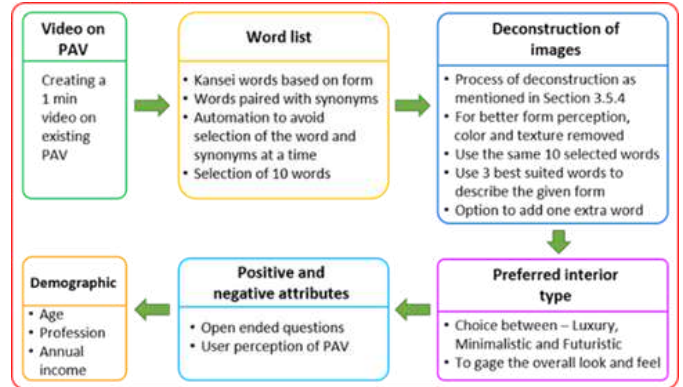 Video on
PAV
Creating a
1 min
video on
existing
PAV
Word list
• Kansei words based on form
• Words paired with synonyms
• Automation to avoid
selection of the word and
synonyms at a time
• Selection of 10 words
Deconstruction of
images
• Process of deconstruction as
mentioned in Section 3.5.4
• For better form perception,
color and texture removed
• Use the same 10 selected words
• Use 3 best suited words to
describe the given form
• Option to add one extra word
Preferred interior
type
• Choice between – Luxury,
Minimalistic and Futuristic
• To gage the overall look and feel
Positive and
negative attributes
• Open ended questions
• User perception of PAV
Demographic
• Age
• Profession
• Annual
income